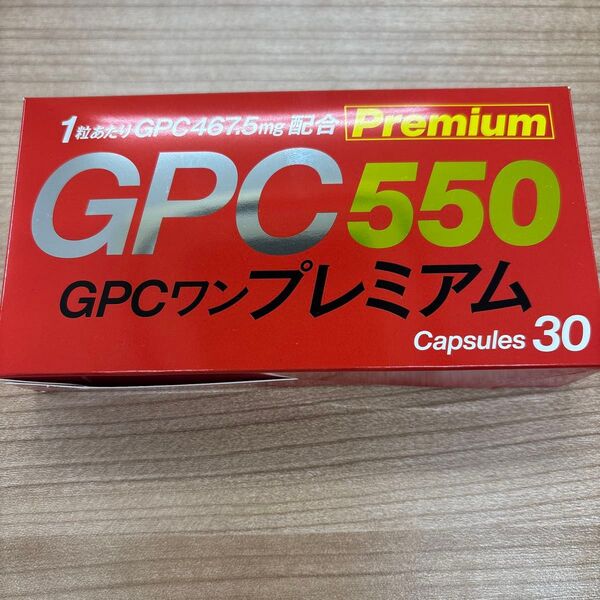 1粒あたりGPC467.5mg配合 Premium
GPC550
GPCワンプレミアム
Capsules 30